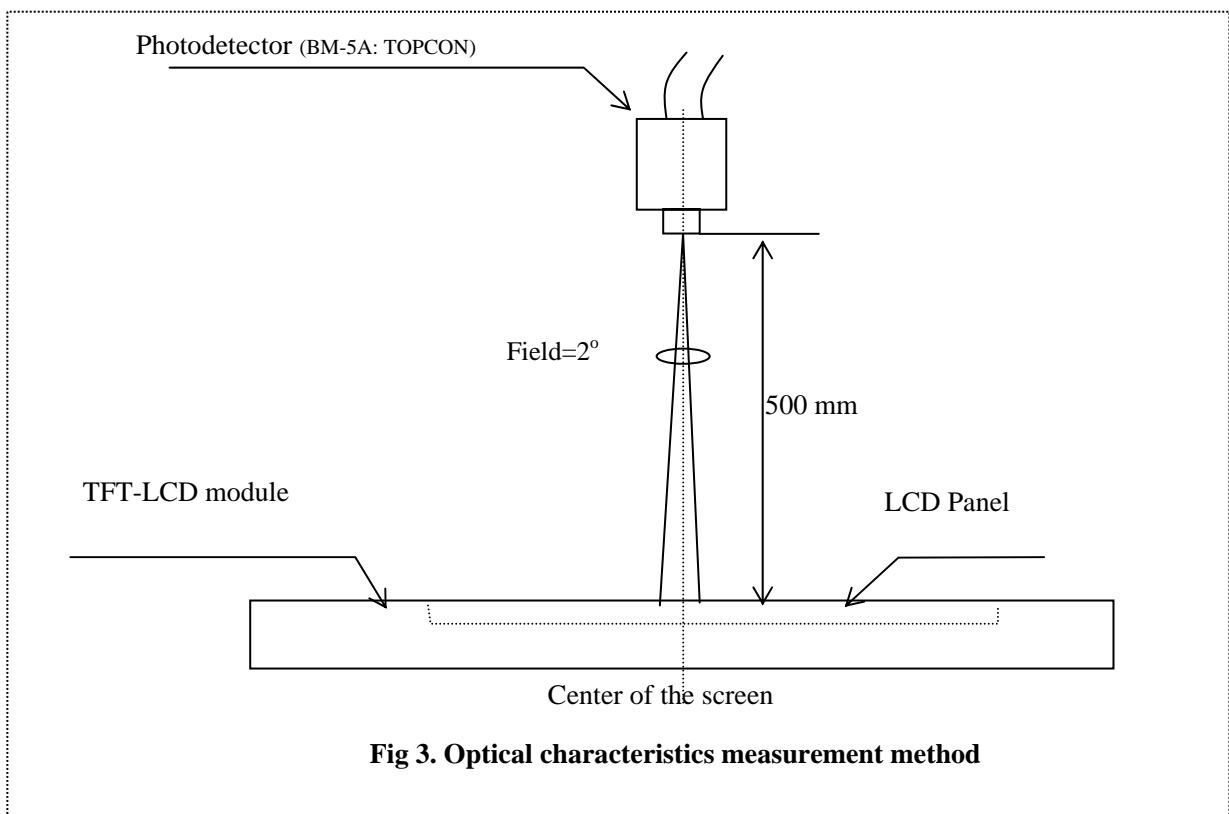 Photodetector (BM-5A: TOPCON)
Field=2°
500 mm
TFT-LCD module
LCD Panel
Center of the screen
Fig 3. Optical characteristics measurement method